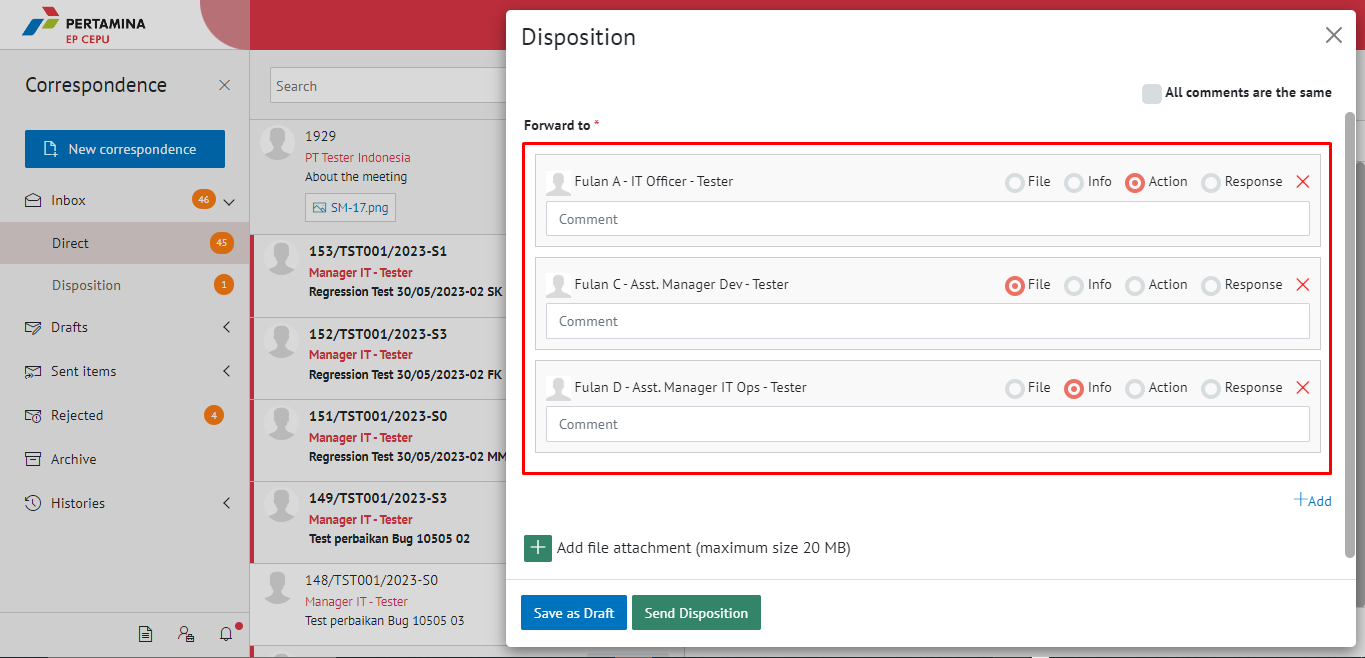 PERTAMINA
EP CEPU
Correspondence
New correspondence
Inbox 46
Direct 45
Disposition 1
Drafts
Sent items
Rejected 4
Archive
Histories
Search
1929
PT Tester Indonesia
About the meeting
SM-17.png
153/TST001/2023-S1
Manager IT - Tester
Regression Test 30/05/2023-02 SK
152/TST001/2023-S3
Manager IT - Tester
Regression Test 30/05/2023-02 FK
151/TST001/2023-S0
Manager IT - Tester
Regression Test 30/05/2023-02 MM
149/TST001/2023-S3
Manager IT - Tester
Test perbaikan Bug 10505 02
148/TST001/2023-S0
Manager IT - Tester
Test perbaikan Bug 10505 03
Disposition
All comments are the same
Forward to *
Fulan A - IT Officer - Tester File Info Action Response
Comment
Fulan C - Asst. Manager Dev - Tester File Info Action Response
Comment
Fulan D - Asst. Manager IT Ops - Tester File Info Action Response
Comment
+Add
Add file attachment (maximum size 20 MB)
Save as Draft Send Disposition